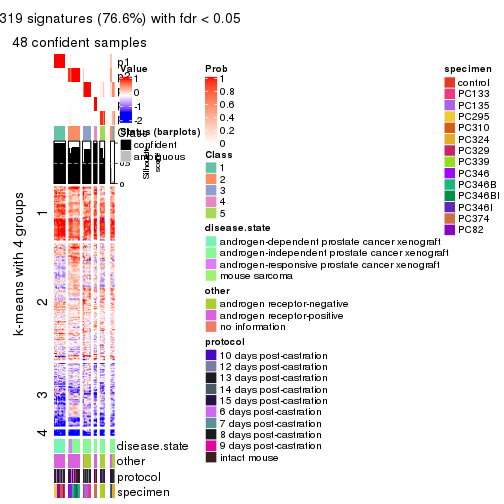 319 signatures (76.6%) with fdr < 0.05
48 confident samples
p1
Value
1
0
-1
-2
Status (barplots)
confident
ambiguous
0.5
0
k-means with 4 groups
1
2
3
4
disease.state
other
protocol
specimen
Prob
1
0.8
0.6
0.4
0.2
0
Class
1
2
3
4
5
disease.state
androgen-dependent prostate cancer xenograft
androgen-independent prostate cancer xenograft
androgen-responsive prostate cancer xenograft
mouse sarcoma
other
androgen receptor-negative
androgen receptor-positive
no information
protocol
10 days post-castration
12 days post-castration
13 days post-castration
14 days post-castration
15 days post-castration
6 days post-castration
7 days post-castration
8 days post-castration
9 days post-castration
intact mouse
specimen
control
PC133
PC135
PC295
PC310
PC324
PC329
PC339
PC346
PC346B
PC346BI
PC346I
PC374
PC82